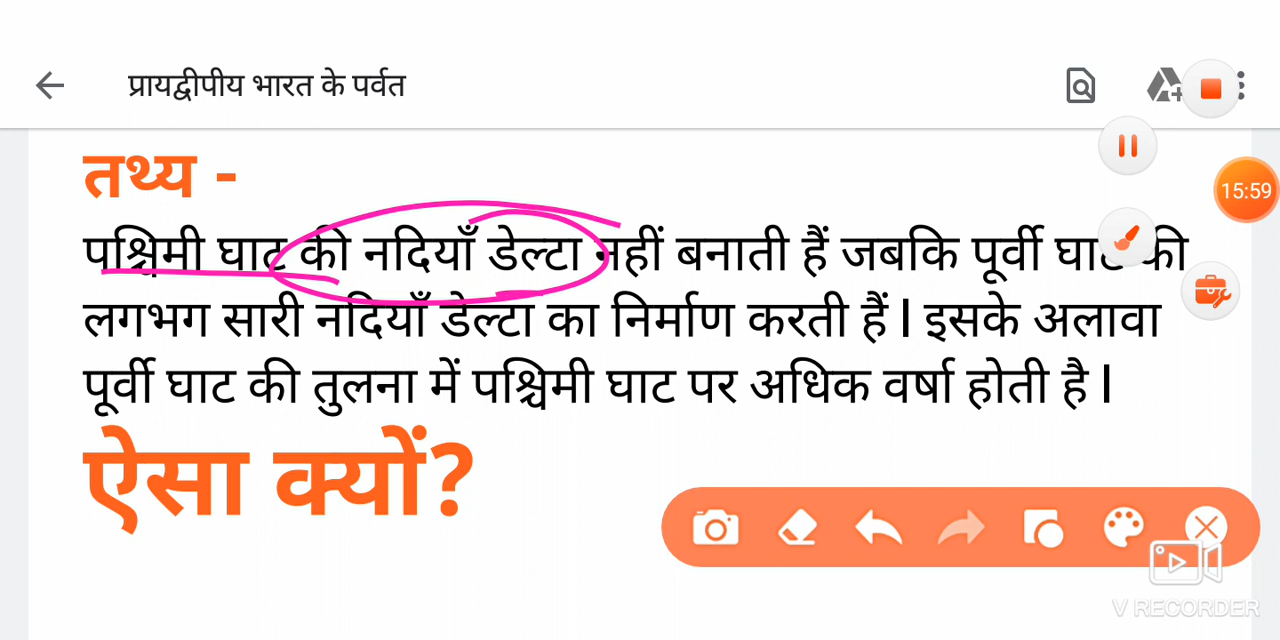 प्रायद्वीपीय भारत के पर्वत
तथ्य -
15:59
पश्चिमी घाट की नदियाँ डेल्टा नहीं बनाती हैं जबकि पूर्वी घाट की
लगभग सारी नदियाँ डेल्टा का निर्माण करती हैं l इसके अलावा
पूर्वी घाट की तुलना में पश्चिमी घाट पर अधिक वर्षा होती है l
ऐसा क्यों?
V RECORDER